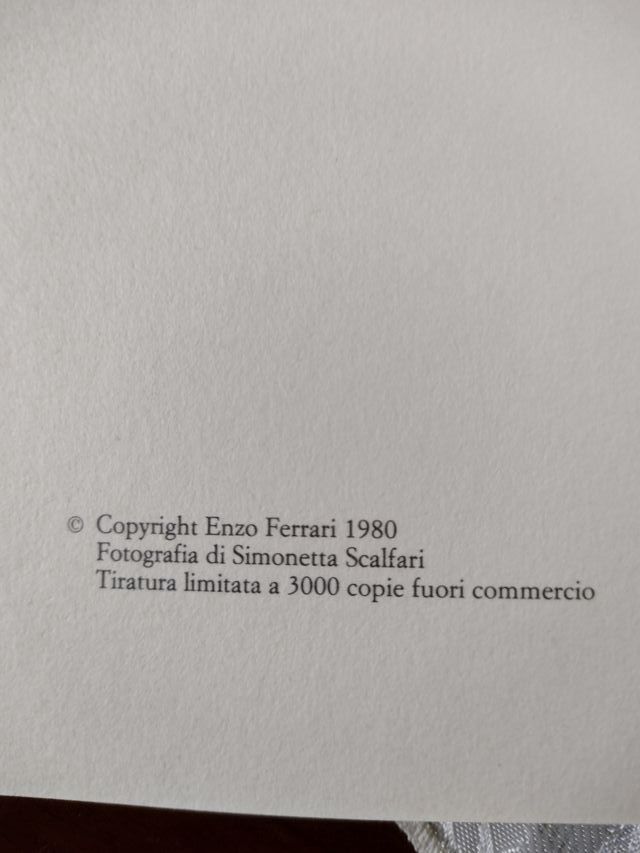 © Copyright Enzo Ferrari 1980
Fotografia di Simonetta Scalfari
Tiratura limitata a 3000 copie fuori commercio